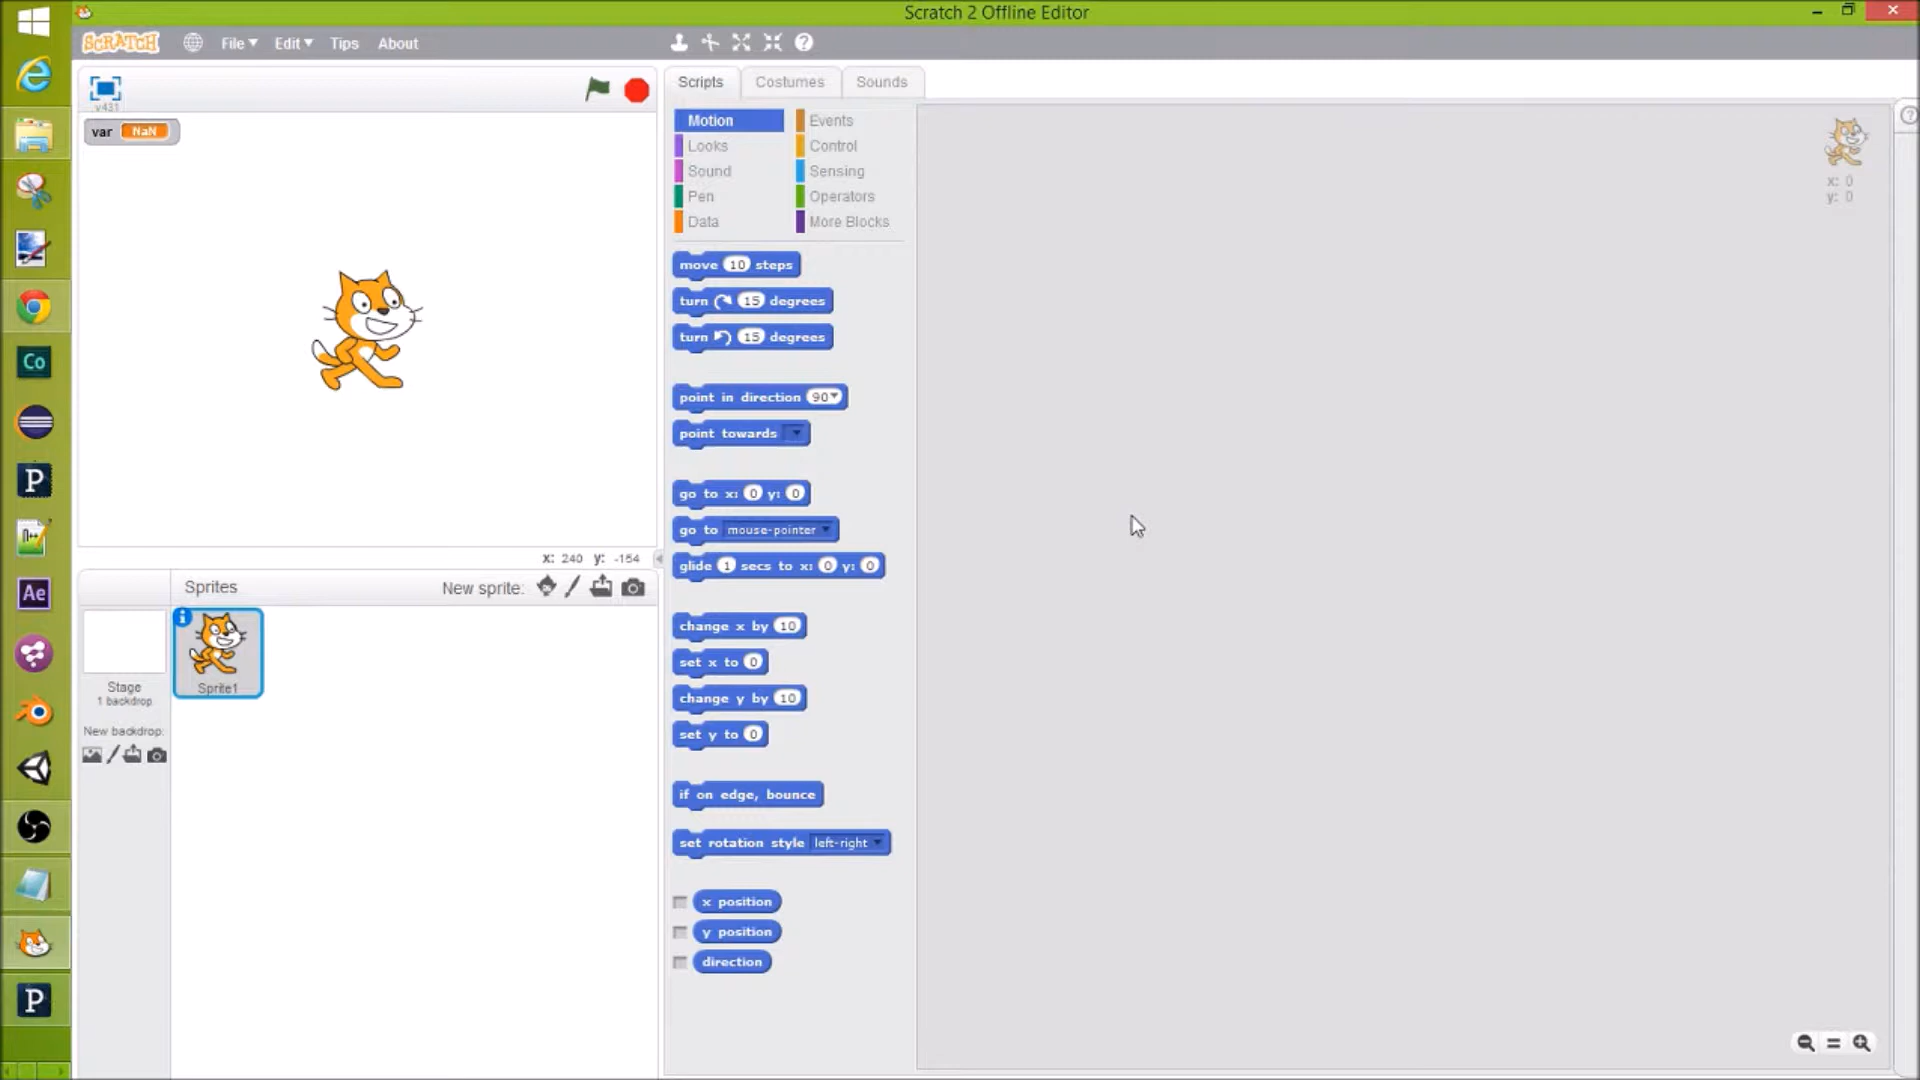 Scratch 2 Offline Editor
SCRATCH File Edit Tips About
v431
var NaN
x: 240 y: -154
Sprites New sprite:
Sprite1
Stage
1 backdrop
New backdrop:
Scripts Costumes Sounds
Motion Events
Looks Control
Sound Sensing
Pen Operators
Data More Blocks
move 10 steps
turn 15 degrees
turn 15 degrees
point in direction 90
point towards
go to x: 0 y: 0
go to mouse-pointer
glide 1 secs to x: 0 y: 0
change x by 10
set x to 0
change y by 10
set y to 0
if on edge, bounce
set rotation style left-right
x position
y position
direction
x: 0
y: 0
Co
P
n++
Ae
P